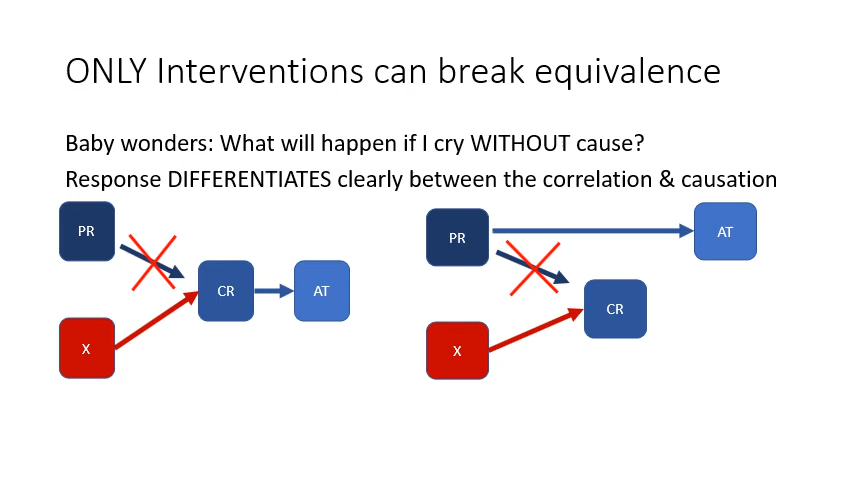 ONLY Interventions can break equivalence
Baby wonders: What will happen if I cry WITHOUT cause?
Response DIFFERENTIATES clearly between the correlation & causation
PR
CR
AT
X
PR
AT
CR
X